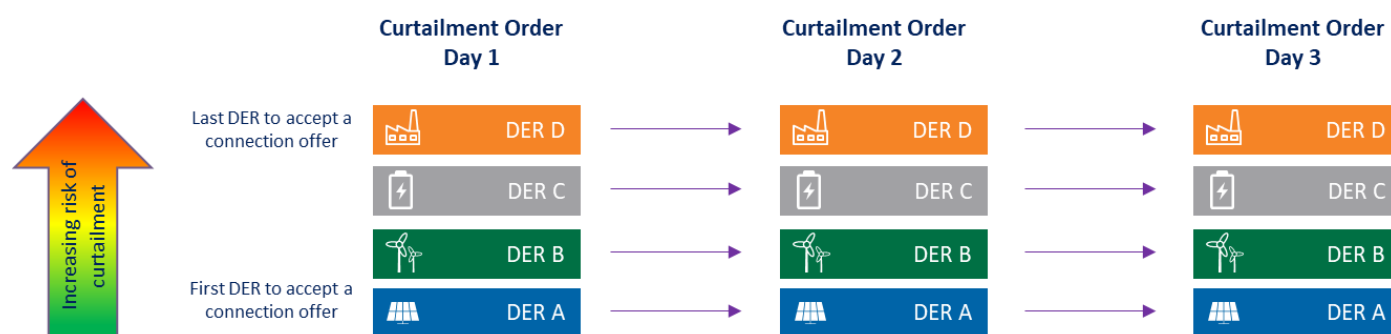 Curtailment Order
Day 1
Curtailment Order
Day 2
Curtailment Order
Day 3
Increasing risk of
curtailment
Last DER to accept a
connection offer
DER D
DER D
DER D
DER C
DER C
DER C
DER B
DER B
DER B
First DER to accept a
connection offer
DER A
DER A
DER A